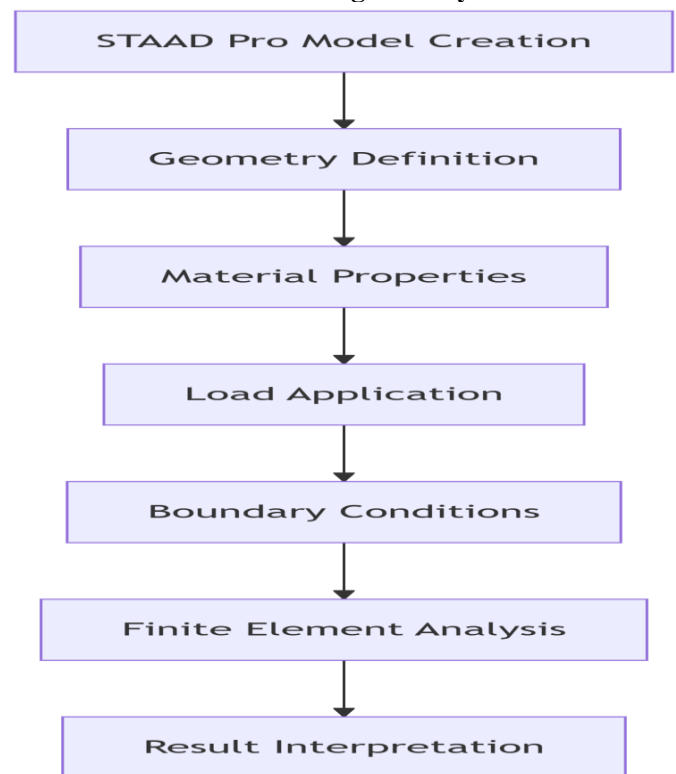 STAAD Pro Model Creation
Geometry Definition
Material Properties
Load Application
Boundary Conditions
Finite Element Analysis
Result Interpretation